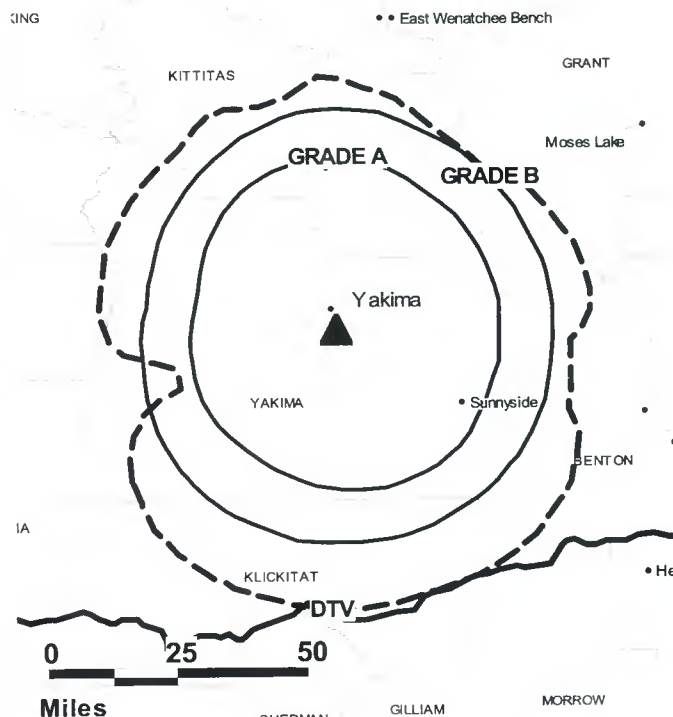 East Wenatchee Bench
GRANT
KITTITAS
Moses Lake
GRADE A
GRADE B
Yakima
YAKIMA
Sunnyside
BENTON
KLICKITAT
DTV
0 25 50
Miles
GILLIAM
MORROW